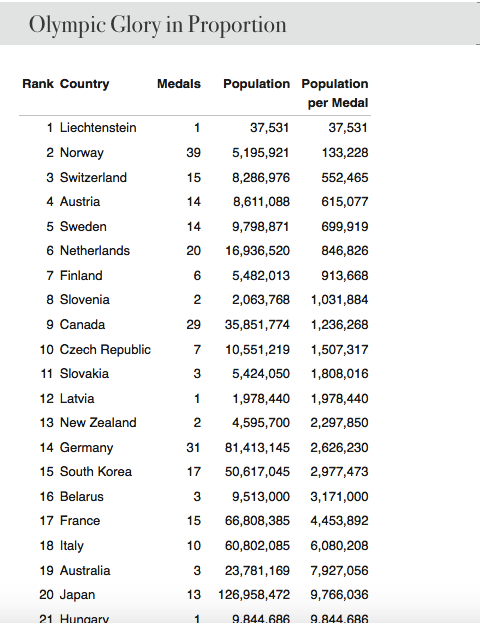 Olympic Glory in Proportion
Rank Country Medals Population Population
per Medal
1 Liechtenstein 1 37,531 37,531
2 Norway 39 5,195,921 133,228
3 Switzerland 15 8,286,976 552,465
4 Austria 14 8,611,088 615,077
5 Sweden 14 9,798,871 699,919
6 Netherlands 20 16,936,520 846,826
7 Finland 6 5,482,013 913,668
8 Slovenia 2 2,063,768 1,031,884
9 Canada 29 35,851,774 1,236,268
10 Czech Republic 7 10,551,219 1,507,317
11 Slovakia 3 5,424,050 1,808,016
12 Latvia 1 1,978,440 1,978,440
13 New Zealand 2 4,595,700 2,297,850
14 Germany 31 81,413,145 2,626,230
15 South Korea 17 50,617,045 2,977,473
16 Belarus 3 9,513,000 3,171,000
17 France 15 66,808,385 4,453,892
18 Italy 10 60,802,085 6,080,208
19 Australia 3 23,781,169 7,927,056
20 Japan 13 126,958,472 9,766,036
21 Hungary 1 9,844,686 9,844,686